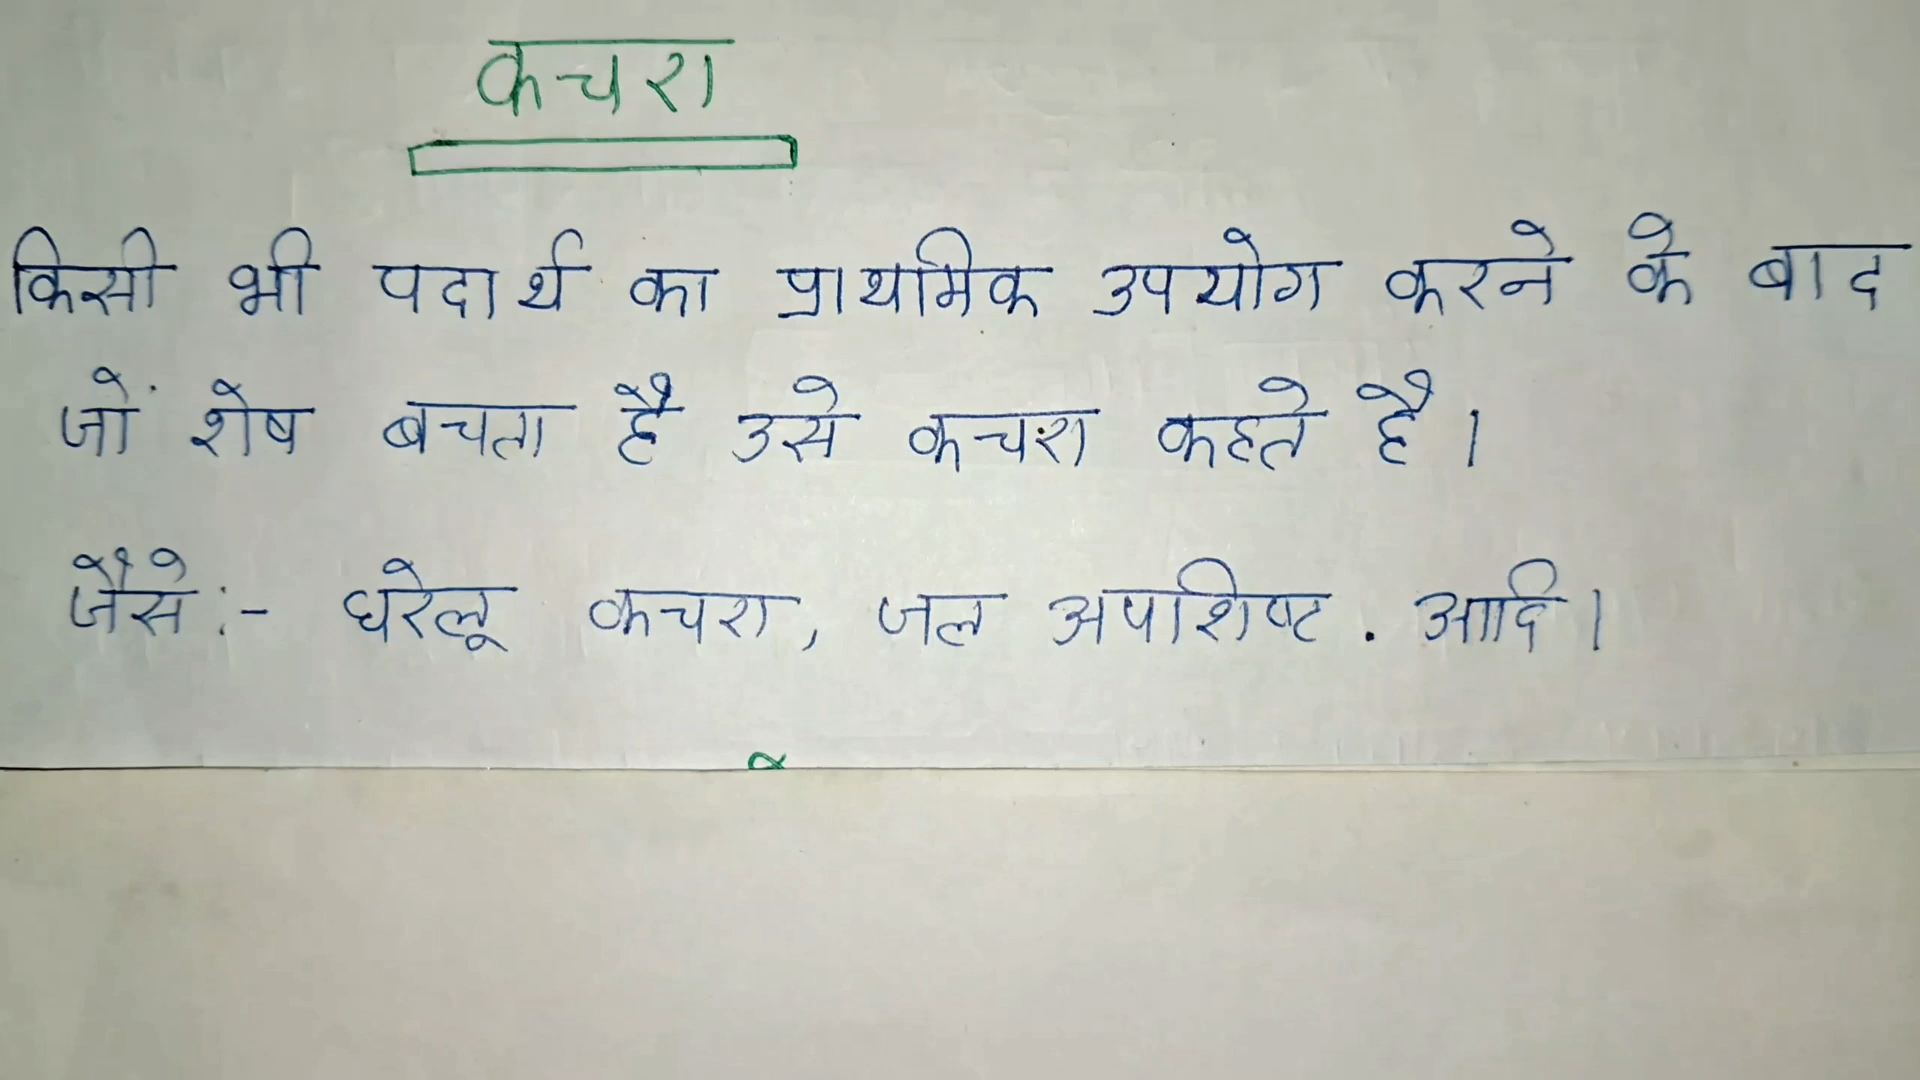 कचरा
किसी भी पदार्थ का प्राथमिक उपयोग करने के बाद
जो शेष बचता है उसे कचरा कहते है।
जैसे:- घरेलू कचरा, जल अपशिष्ट. आदि।